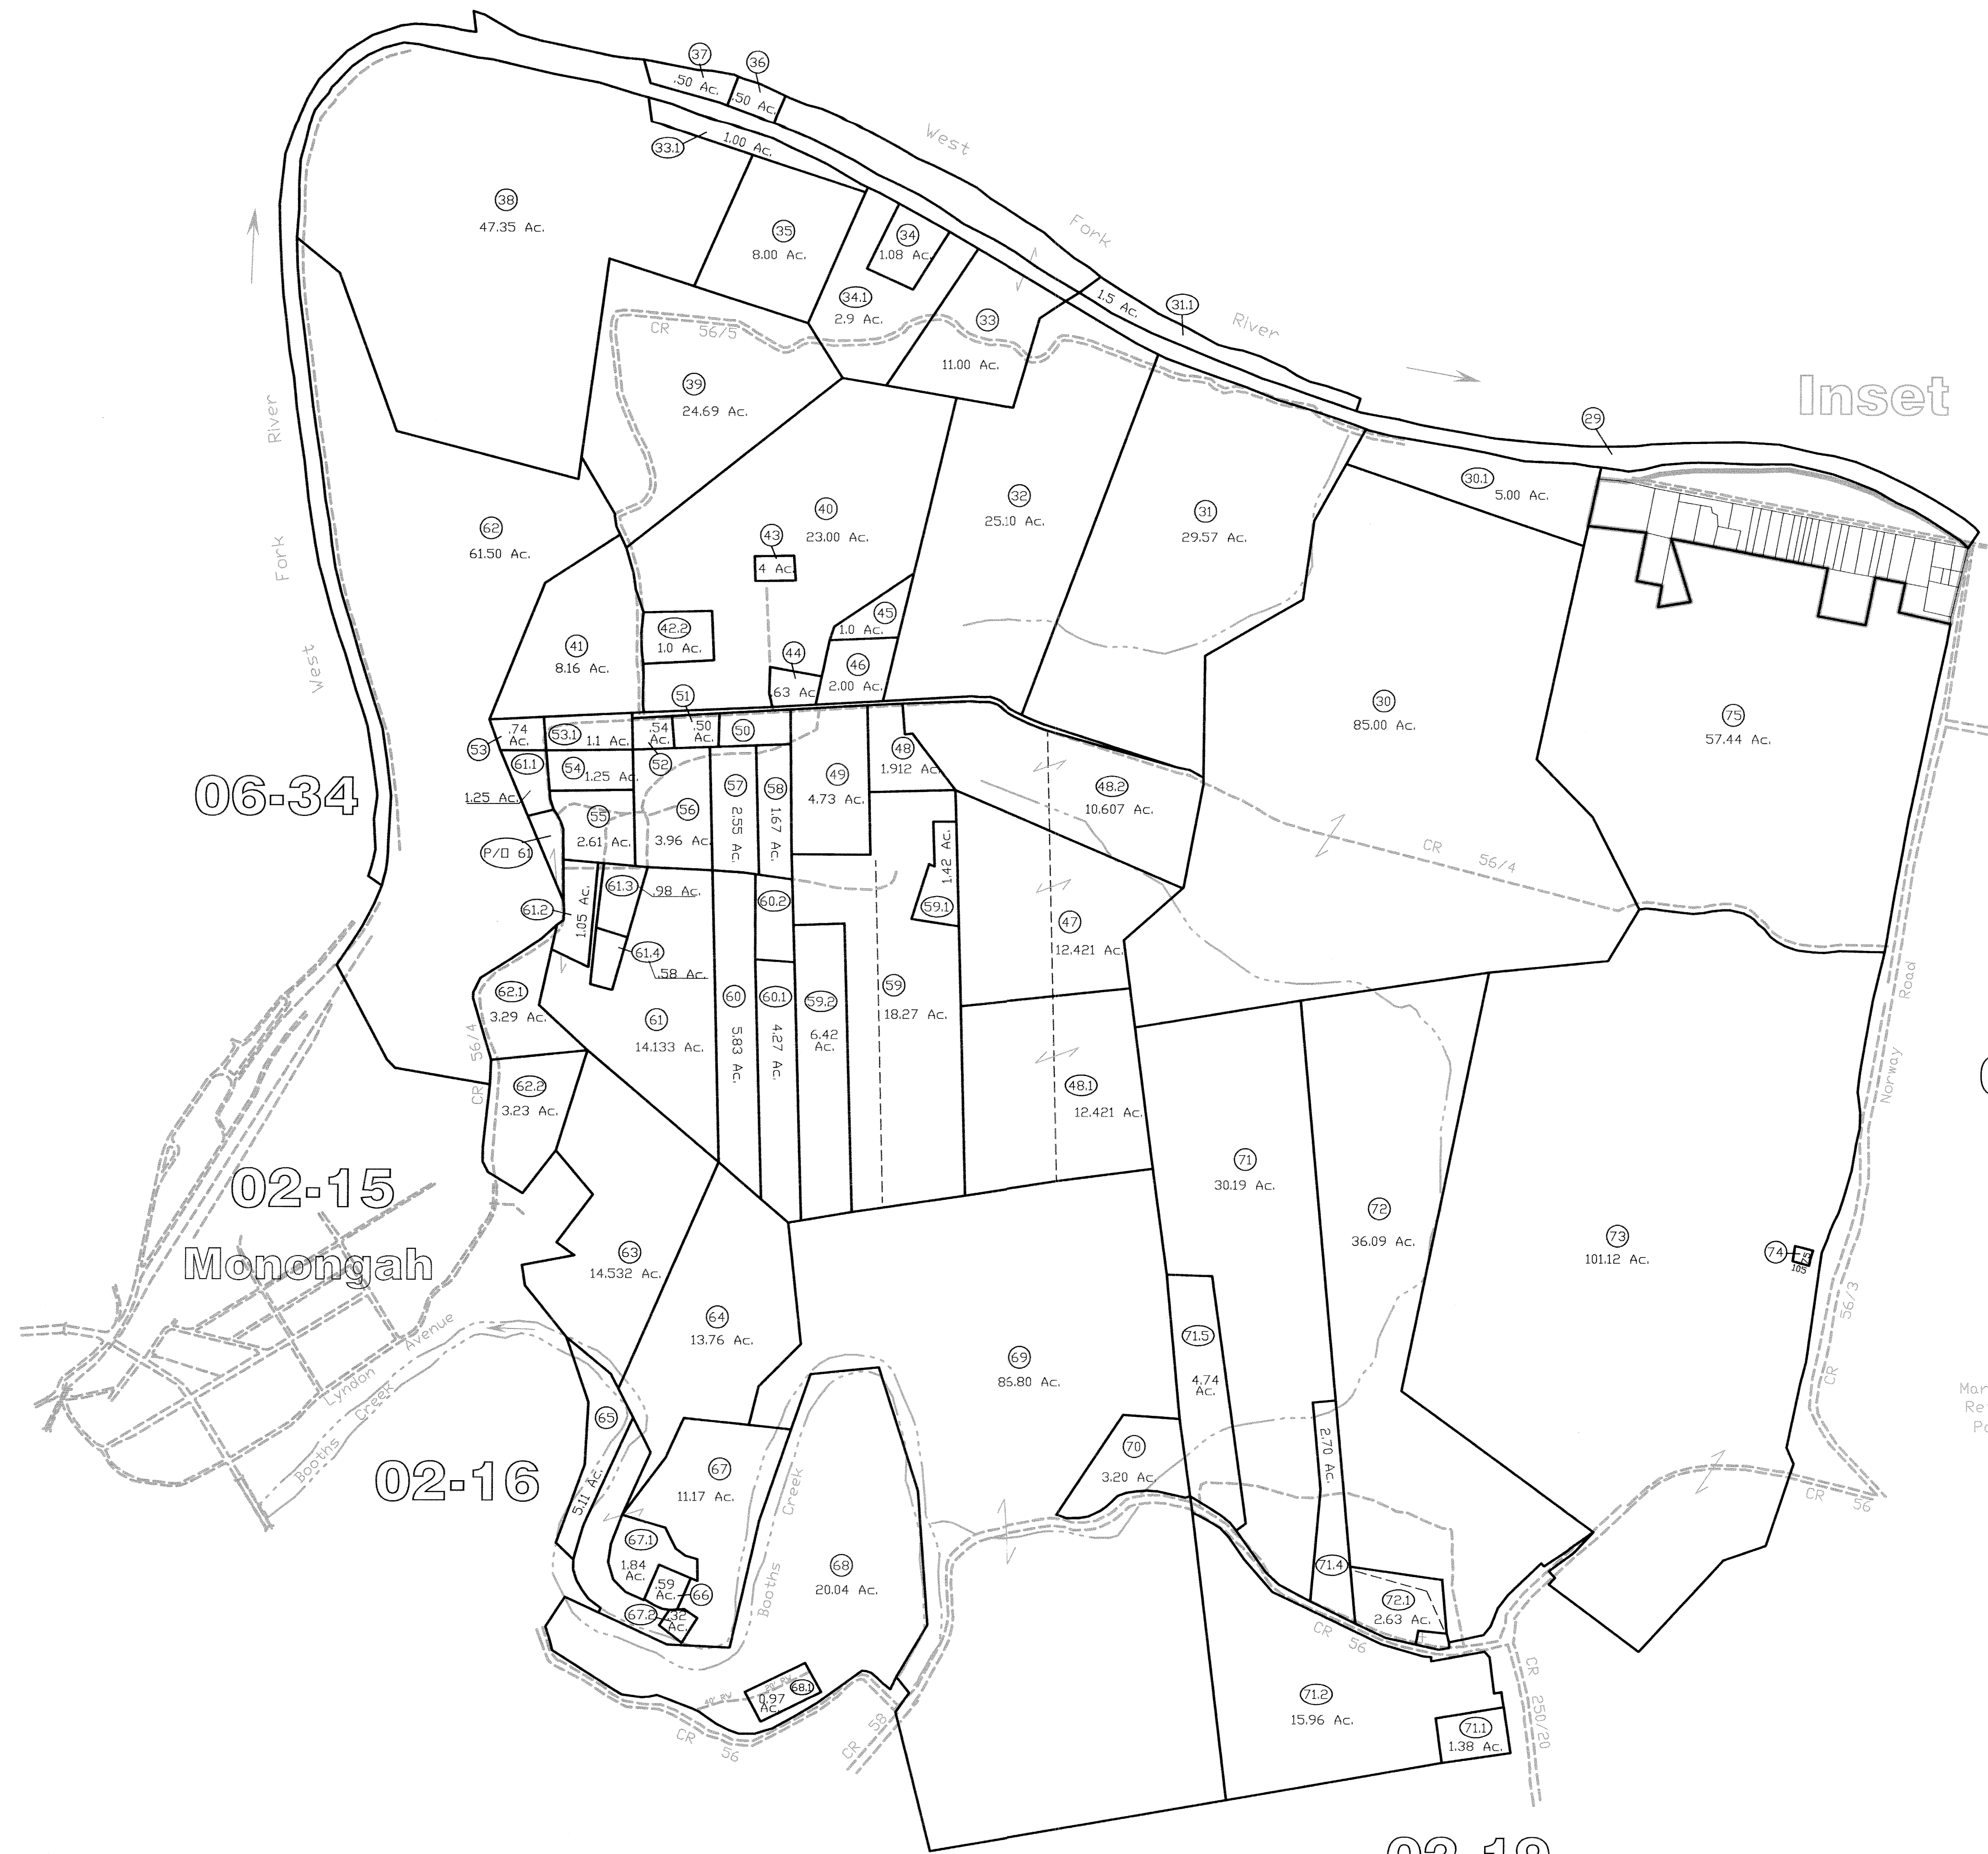 37
.50 Ac.
36
.50 Ac.
33.1
1.00 Ac.
West
Fork
River
38
47.35 Ac.
35
8.00 Ac.
34
1.08 Ac.
34.1
2.9 Ac.
33
11.00 Ac.
1.5 Ac.
31.1
CR 56/5
39
24.69 Ac.
Inset
29
30.1
5.00 Ac.
River
Fork
West
62
61.50 Ac.
40
23.00 Ac.
43
.4 Ac.
32
25.10 Ac.
31
29.57 Ac.
45
1.0 Ac.
42.2
1.0 Ac.
41
8.16 Ac.
44
.63 Ac
46
2.00 Ac.
30
85.00 Ac.
75
57.44 Ac.
53
.74
Ac.
53.1
1.1 Ac.
.54
Ac.
51
.50
Ac.
50
52
61.1
1.25 Ac.
54
1.25 Ac.
06-34
55
2.61 Ac.
56
3.96 Ac.
57
2.55 Ac.
58
1.67 Ac.
49
4.73 Ac.
48
1.912 Ac.
48.2
10.607 Ac.
P/O 61
CR 56/4
61.2
1.05 Ac.
61.3
.98 Ac.
61.4
.58 Ac.
60.2
59.1
1.42 Ac.
47
12.421 Ac.
62.1
3.29 Ac.
61
14.133 Ac.
60
5.83 Ac.
60.1
4.27 Ac.
59.2
6.42
Ac.
59
18.27 Ac.
Norway Road
CR 56/4
62.2
3.23 Ac.
48.1
12.421 Ac.
02-15
Monongah
71
30.19 Ac.
72
36.09 Ac.
73
101.12 Ac.
74
75
105
63
14.532 Ac.
64
13.76 Ac.
69
86.80 Ac.
71.5
4.74
Ac.
CR 56/3
Lyndon Avenue
Booths Creek
02-16
65
5.11 Ac.
67
11.17 Ac.
Booths Creek
70
3.20 Ac.
2.70 Ac.
CR 56
67.1
1.84
Ac.
.59
Ac.
66
67.2
.32
Ac.
68
20.04 Ac.
71.4
72.1
2.63 Ac.
CR 56
CR 250/20
0.97
Ac.
68.1
CR 56
CR 58
71.2
15.96 Ac.
71.1
1.38 Ac.